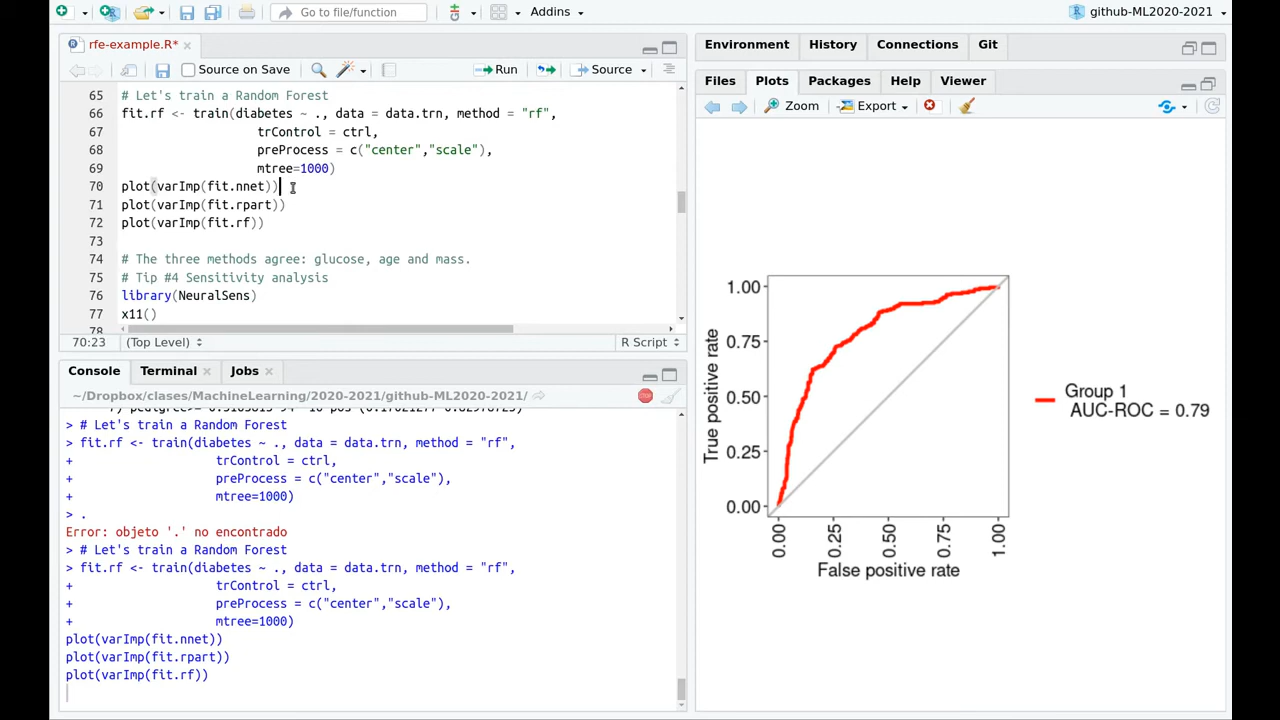 Go to file/function
Addins
github-ML2020-2021
rfe-example.R*
Source on Save
Run
Source
65 # Let's train a Random Forest
66 fit.rf <- train(diabetes ~ ., data = data.trn, method = "rf",
67 trControl = ctrl,
68 preProcess = c("center","scale"),
69 mtree=1000)
70 plot(varImp(fit.nnet))
71 plot(varImp(fit.rpart))
72 plot(varImp(fit.rf))
73
74 # The three methods agree: glucose, age and mass.
75 # Tip #4 Sensitivity analysis
76 library(NeuralSens)
77 x11()
78
70:23
(Top Level)
R Script
Console
Terminal
Jobs
~/Dropbox/clases/MachineLearning/2020-2021/github-ML2020-2021/
> # Let's train a Random Forest
> fit.rf <- train(diabetes ~ ., data = data.trn, method = "rf",
+ trControl = ctrl,
+ preProcess = c("center","scale"),
+ mtree=1000)
> .
Error: objeto '.' no encontrado
> # Let's train a Random Forest
> fit.rf <- train(diabetes ~ ., data = data.trn, method = "rf",
+ trControl = ctrl,
+ preProcess = c("center","scale"),
+ mtree=1000)
plot(varImp(fit.nnet))
plot(varImp(fit.rpart))
plot(varImp(fit.rf))
Environment
History
Connections
Git
Files
Plots
Packages
Help
Viewer
Zoom
Export
True positive rate
1.00
0.75
0.50
0.25
0.00
0.00
0.25
0.50
0.75
1.00
False positive rate
Group 1
AUC-ROC = 0.79